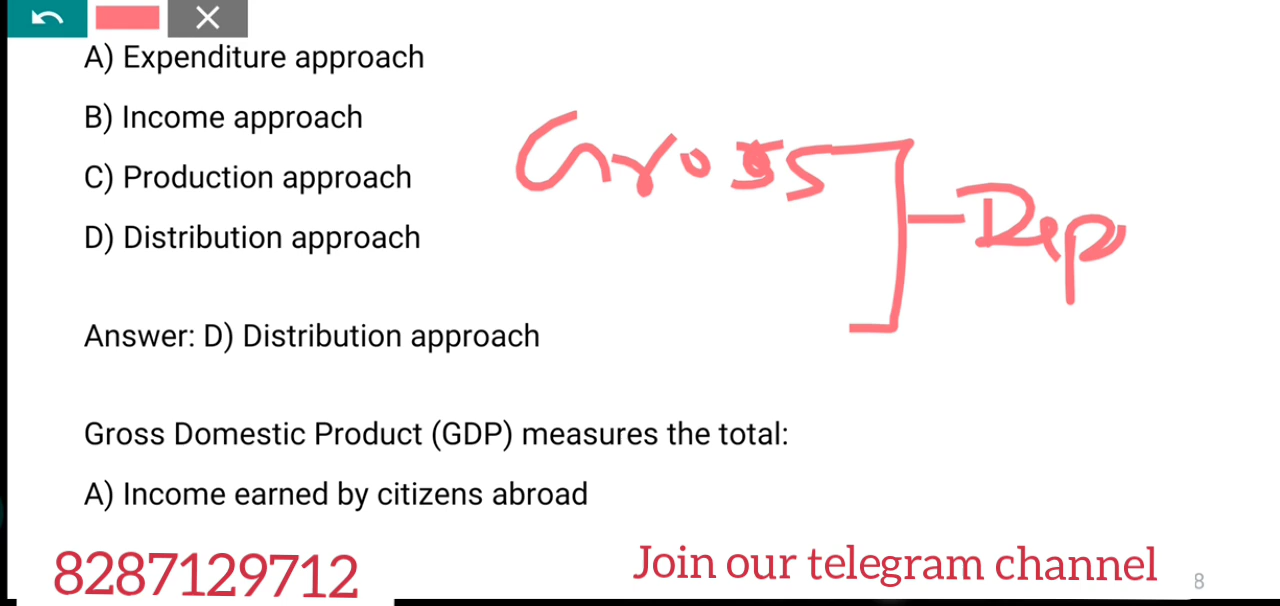 A) Expenditure approach
B) Income approach
C) Production approach
D) Distribution approach
Gross
Dep
Answer: D) Distribution approach
Gross Domestic Product (GDP) measures the total:
A) Income earned by citizens abroad
8287129712
Join our telegram channel
8